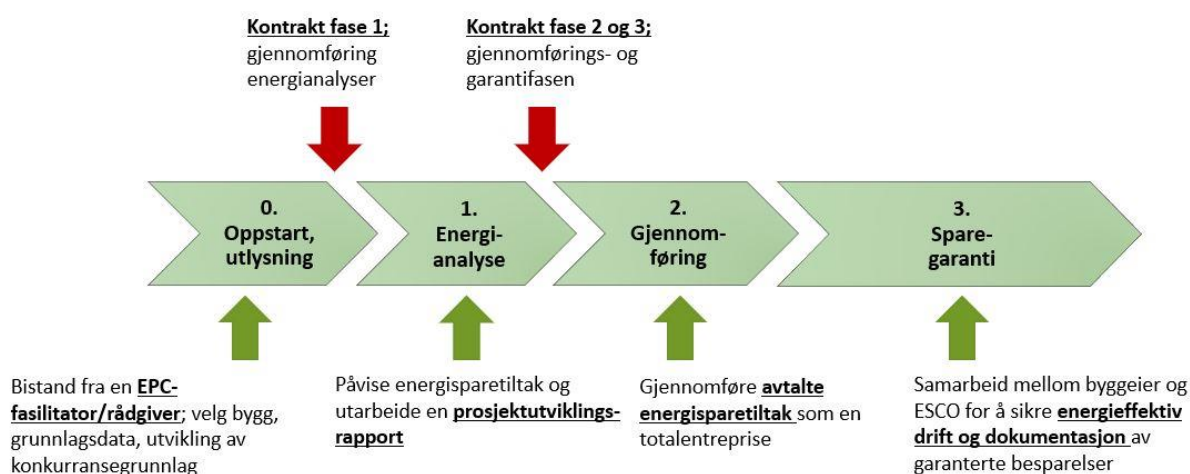 Kontrakt fase 1;
gjennomføring
energianalyser
Kontrakt fase 2 og 3;
gjennomførings- og
garantifasen
0.
Oppstart,
utlysning
1.
Energi-
analyse
2.
Gjennom-
føring
3.
Spare-
garanti
Bistand fra en EPC-
fasilitator/rådgiver; velg bygg,
grunnlagsdata, utvikling av
konkurransegrunnlag
Påvise energisparetiltak og
utarbeide en prosjektutviklings-
rapport
Gjennomføre avtalte
energisparetiltak som en
totalentreprise
Samarbeid mellom byggeier og
ESCO for å sikre energieffektiv
drift og dokumentasjon av
garanterte besparelser